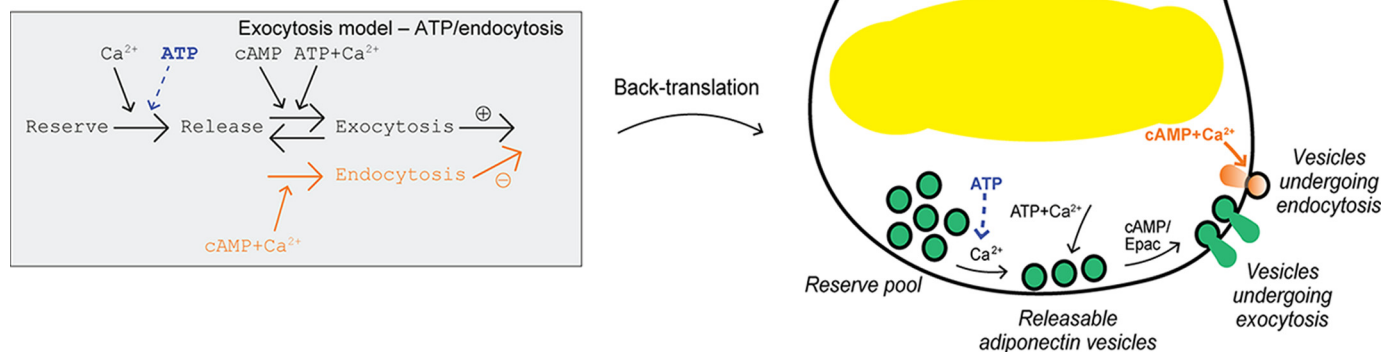 Exocytosis model – ATP/endocytosis
Ca²⁺ ATP cAMP ATP+Ca²⁺
Reserve Release Exocytosis ⊕
Endocytosis ⊖
cAMP+Ca²⁺
Back-translation
cAMP+Ca²⁺
Vesicles
undergoing
endocytosis
ATP
ATP+Ca²⁺
cAMP/
Epac
Ca²⁺
Reserve pool
Vesicles
undergoing
exocytosis
Releasable
adiponectin vesicles